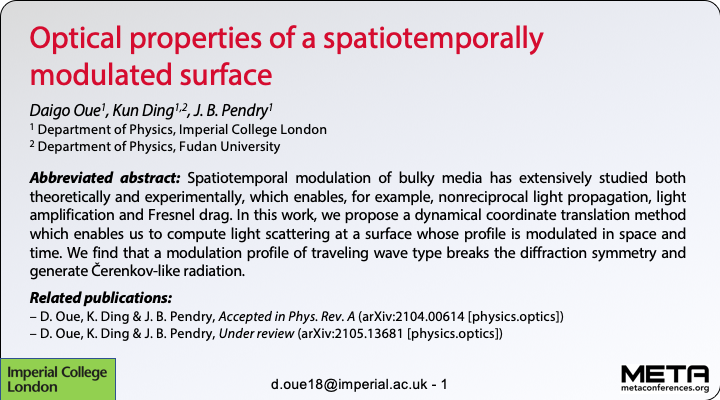 Optical properties of a spatiotemporally
modulated surface
Daigo Oue1, Kun Ding1,2, J. B. Pendry1
1 Department of Physics, Imperial College London
2 Department of Physics, Fudan University
Abbreviated abstract: Spatiotemporal modulation of bulky media has extensively studied both
theoretically and experimentally, which enables, for example, nonreciprocal light propagation, light
amplification and Fresnel drag. In this work, we propose a dynamical coordinate translation method
which enables us to compute light scattering at a surface whose profile is modulated in space and
time. We find that a modulation profile of traveling wave type breaks the diffraction symmetry and
generate Čerenkov-like radiation.
Related publications:
– D. Oue, K. Ding & J. B. Pendry, Accepted in Phys. Rev. A (arXiv:2104.00614 [physics.optics])
– D. Oue, K. Ding & J. B. Pendry, Under review (arXiv:2105.13681 [physics.optics])
Imperial College
London
d.oue18@imperial.ac.uk - 1
META
metaconferences.org